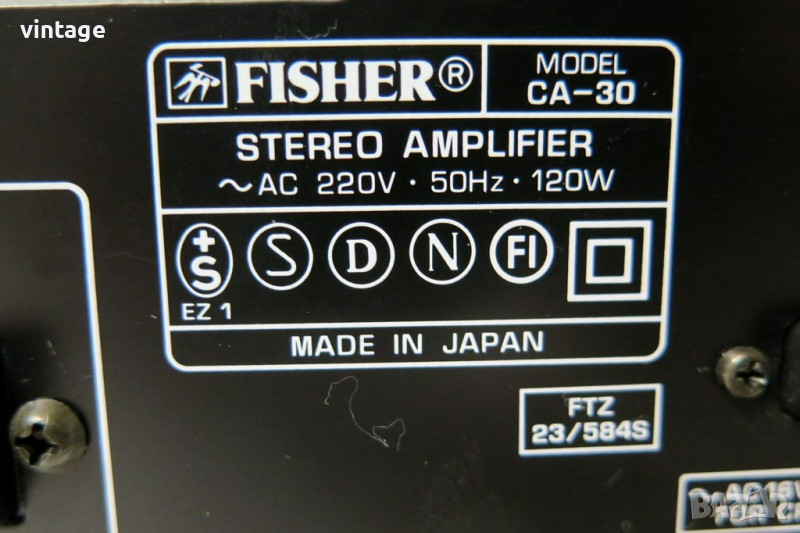 vintage
FISHER®
MODEL
CA-30
STEREO AMPLIFIER
~AC 220V · 50Hz · 120W
+S S D N FI
EZ 1
MADE IN JAPAN
FTZ
23/584S
FOR